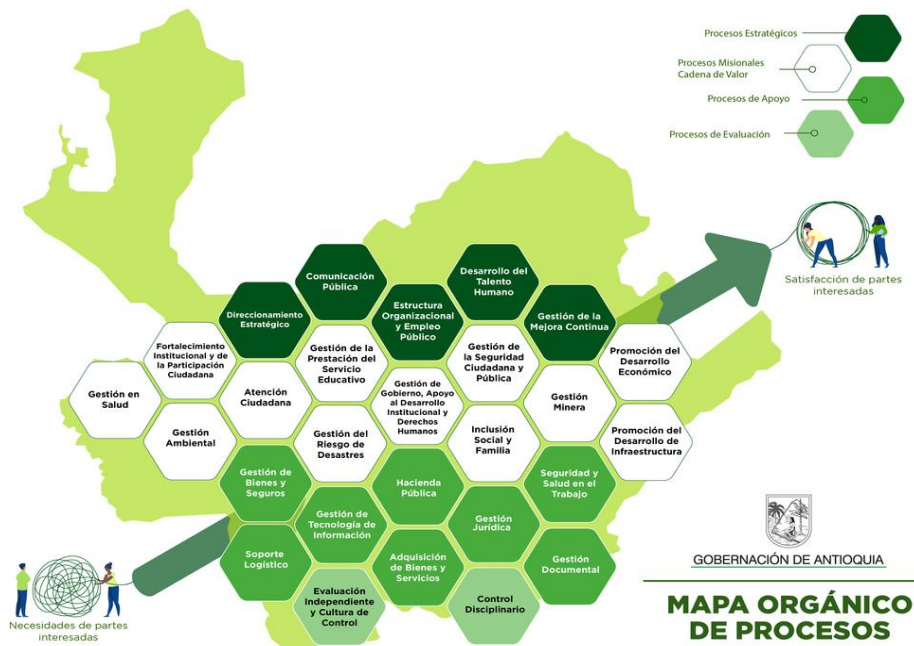 Procesos Estratégicos
Procesos Misionales
Cadena de Valor
Procesos de Apoyo
Procesos de Evaluación
Satisfacción de partes
interesadas
Comunicación
Pública
Desarrollo del
Talento
Humano
Direccionamiento
Estratégico
Estructura
Organizacional
y Empleo
Público
Gestión de la
Mejora Continua
Fortalecimiento
Institucional y de
la Participación
Ciudadana
Gestión de la
Prestación del
Servicio
Educativo
Gestión de
la Seguridad
Ciudadana y
Pública
Promoción del
Desarrollo
Económico
Gestión en
Salud
Atención
Ciudadana
Gestión de
Gobierno, Apoyo
al Desarrollo
Institucional y
Derechos
Humanos
Gestión
Minera
Gestión
Ambiental
Gestión del
Riesgo de
Desastres
Inclusión
Social y
Familia
Promoción del
Desarrollo de
Infraestructura
Gestión de
Bienes y
Seguros
Hacienda
Pública
Seguridad y
Salud en el
Trabajo
Gestión de
Tecnología de
Información
Gestión
Jurídica
Soporte
Logístico
Adquisición
de Bienes y
Servicios
Gestión
Documental
Evaluación
Independiente
y Cultura de
Control
Control
Disciplinario
Necesidades de partes
interesadas
GOBERNACIÓN DE ANTIOQUIA
MAPA ORGÁNICO
DE PROCESOS